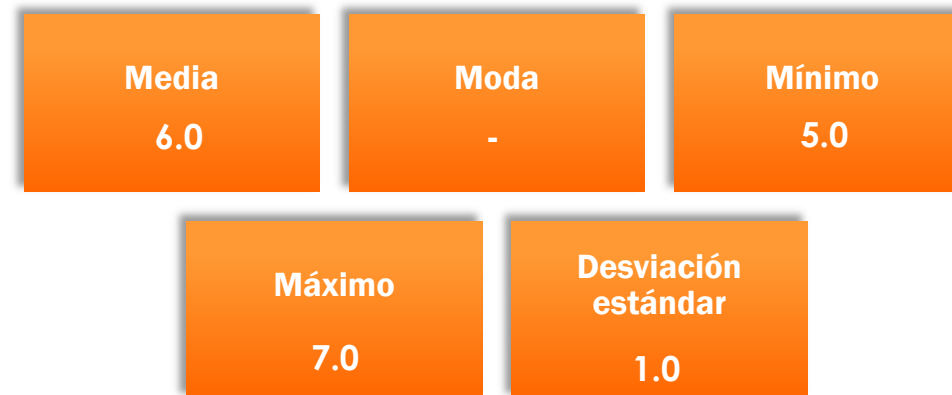 Media
6.0
Moda
-
Mínimo
5.0
Máximo
7.0
Desviación
estándar
1.0